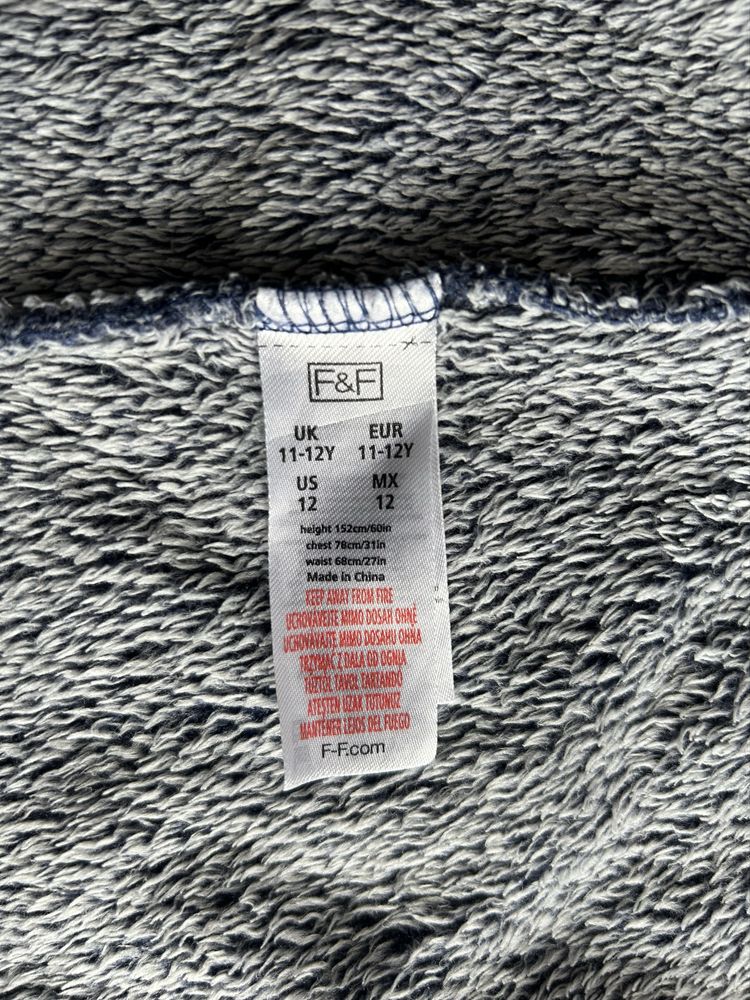 F&F
UK EUR
11-12Y 11-12Y
US MX
12 12
height 152cm/60in
chest 78cm/31in
waist 68cm/27in
Made in China
KEEP AWAY FROM FIRE
UCHOVÁVEJTE MIMO DOSAH OHNĚ
UCHOVÁVAJTE MIMO DOSAHU OHŇA
TRZYMAĆ Z DALA OD OGNIA
TŰZTŐL TÁVOL TARTANDÓ
ATEŞTEN UZAK TUTUNUZ
MANTENER LEJOS DEL FUEGO
F-F.com